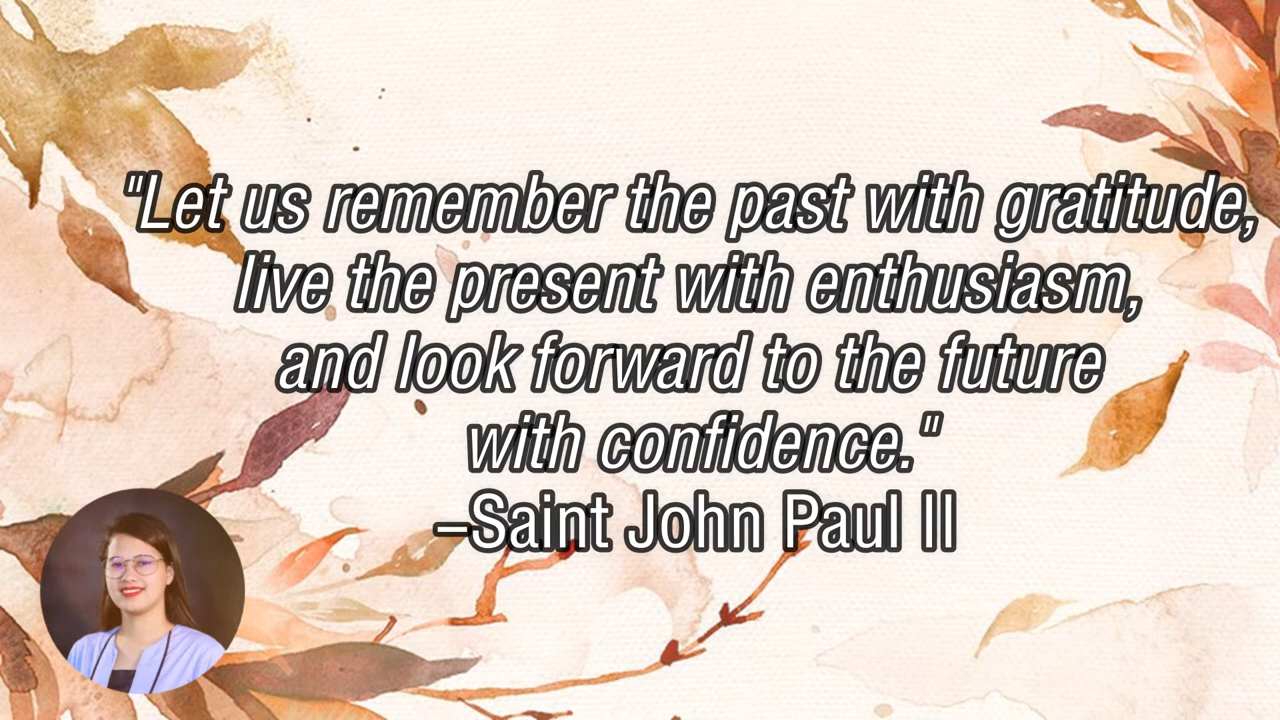 "Let us remember the past with gratitude,
live the present with enthusiasm,
and look forward to the future
with confidence."
–Saint John Paul II